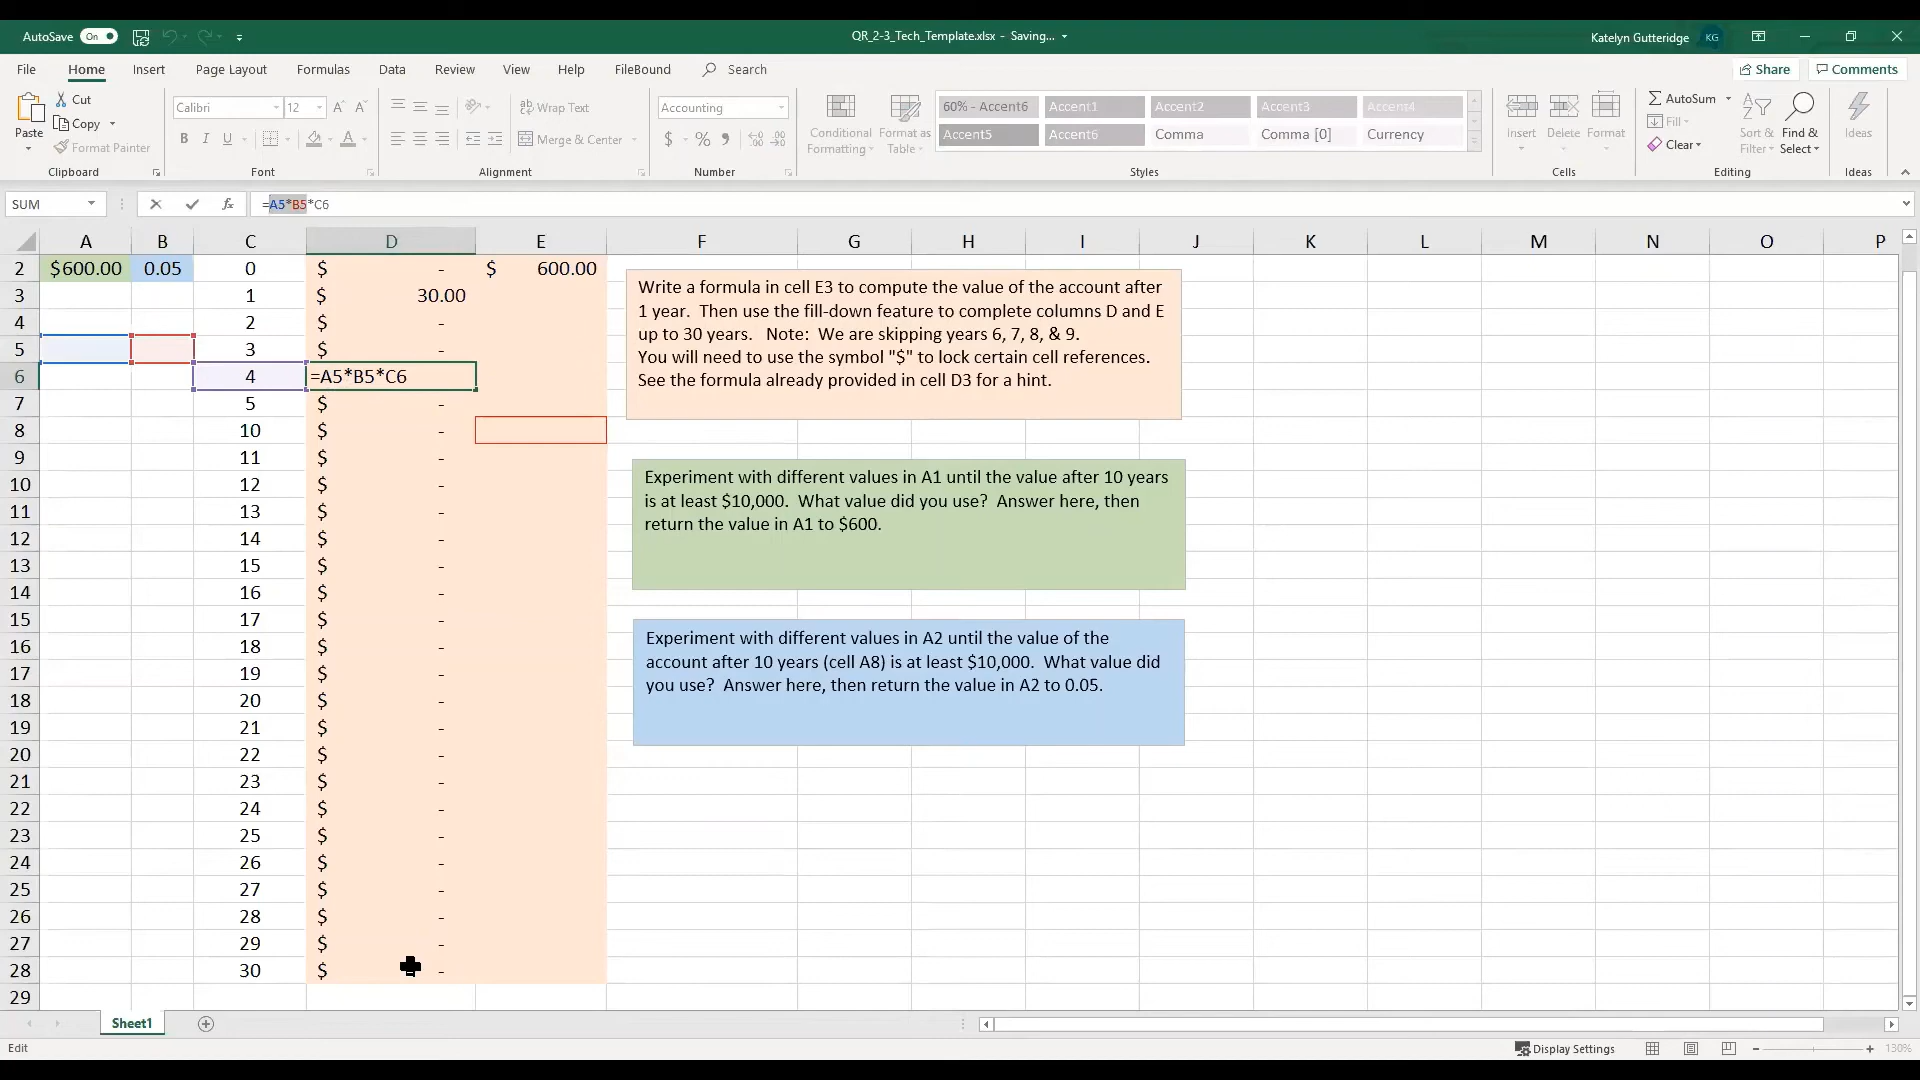 AutoSave On QR_2-3_Tech_Template.xlsx - Saving... Katelyn Gutteridge KG
File Home Insert Page Layout Formulas Data Review View Help FileBound Search Share Comments
Paste Cut Copy Format Painter
Clipboard
Calibri 12
B I U
Font
Wrap Text
Merge & Center
Alignment
Accounting
$ % ,
Number
Conditional Formatting
Format as Table
60% - Accent6 Accent1 Accent2 Accent3 Accent4
Accent5 Accent6 Comma Comma [0] Currency
Styles
Insert Delete Format
Cells
AutoSum
Fill
Clear
Sort & Filter
Find & Select
Editing
Ideas
Ideas
SUM fx =A5*B5*C6
A B C D E F G H I J K L M N O P
2 $600.00 0.05 0 $ - $ 600.00
3 1 $ 30.00
4 2 $ -
5 3 $ -
6 4 =A5*B5*C6
7 5 $ -
8 10 $ -
9 11 $ -
10 12 $ -
11 13 $ -
12 14 $ -
13 15 $ -
14 16 $ -
15 17 $ -
16 18 $ -
17 19 $ -
18 20 $ -
19 21 $ -
20 22 $ -
21 23 $ -
22 24 $ -
23 25 $ -
24 26 $ -
25 27 $ -
26 28 $ -
27 29 $ -
28 30 $ -
29
Write a formula in cell E3 to compute the value of the account after
1 year. Then use the fill-down feature to complete columns D and E
up to 30 years. Note: We are skipping years 6, 7, 8, & 9.
You will need to use the symbol "$" to lock certain cell references.
See the formula already provided in cell D3 for a hint.
Experiment with different values in A1 until the value after 10 years
is at least $10,000. What value did you use? Answer here, then
return the value in A1 to $600.
Experiment with different values in A2 until the value of the
account after 10 years (cell A8) is at least $10,000. What value did
you use? Answer here, then return the value in A2 to 0.05.
Sheet1
Edit Display Settings 130%